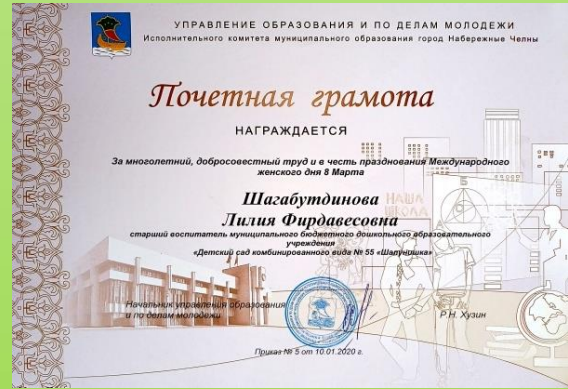 УПРАВЛЕНИЕ ОБРАЗОВАНИЯ И ПО ДЕЛАМ МОЛОДЕЖИ
Исполнительного комитета муниципального образования город Набережные Челны
Почетная грамота
НАГРАЖДАЕТСЯ
За многолетний, добросовестный труд и в честь празднования Международного
женского дня 8 Марта
НАША
ШКОЛА
Шагабутдинова
Лилия Фирдавесовна
старший воспитатель муниципального бюджетного дошкольного образовательного
учреждения
«Детский сад комбинированного вида № 55 «Шалунишка»
Начальник управления образования
и по делам молодежи
Р.Н. Хузин
Приказ № 5 от 10.01.2020 г.